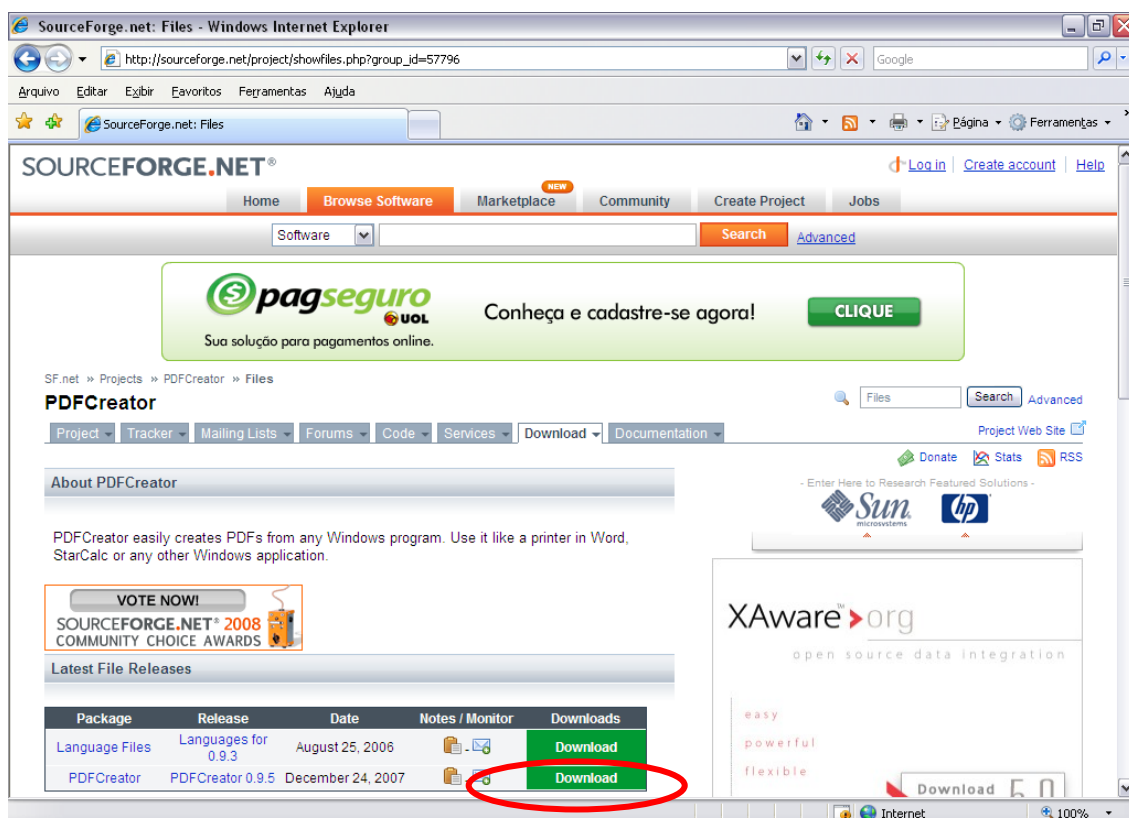 SourceForge.net: Files - Windows Internet Explorer
http://sourceforge.net/project/showfiles.php?group_id=57796
Google
Arquivo Editar Exibir Favoritos Ferramentas Ajuda
SourceForge.net: Files
Página Ferramentas
SOURCEFORGE.NET®
Log in Create account Help
NEW
Home Browse Software Marketplace Community Create Project Jobs
Software Search Advanced
pagseguro
UOL
Sua solução para pagamentos online.
Conheça e cadastre-se agora!
CLIQUE
SF.net » Projects » PDFCreator » Files
PDFCreator
Files Search Advanced
Project Tracker Mailing Lists Forums Code Services Download Documentation
Project Web Site
Donate Stats RSS
About PDFCreator
- Enter Here to Research Featured Solutions -
Sun
microsystems
hp
PDFCreator easily creates PDFs from any Windows program. Use it like a printer in Word,
StarCalc or any other Windows application.
VOTE NOW!
SOURCEFORGE.NET® 2008
COMMUNITY CHOICE AWARDS
XAware™>org
open source data integration
Latest File Releases
Package Release Date Notes / Monitor Downloads
Language Files Languages for 0.9.3 August 25, 2006 - Download
PDFCreator PDFCreator 0.9.5 December 24, 2007 - Download
easy
powerful
flexible
Download 5.0
Internet 100%